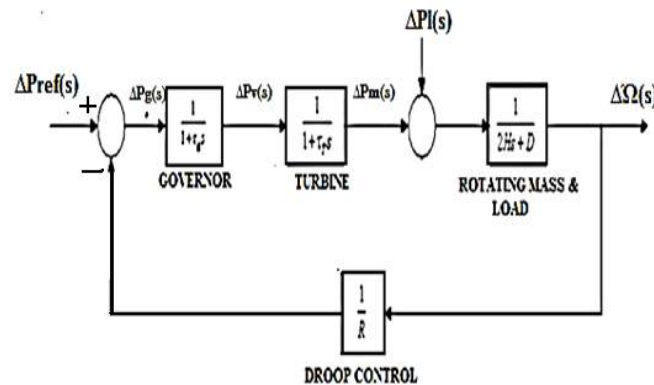 ΔPl(s)
ΔPref(s)
+
ΔPg(s)
1
1+τgs
ΔPv(s)
1
1+τTs
ΔPm(s)
1
2Hs+D
ΔΩ(s)
−
GOVERNOR
TURBINE
ROTATING MASS &
LOAD
1
R
DROOP CONTROL